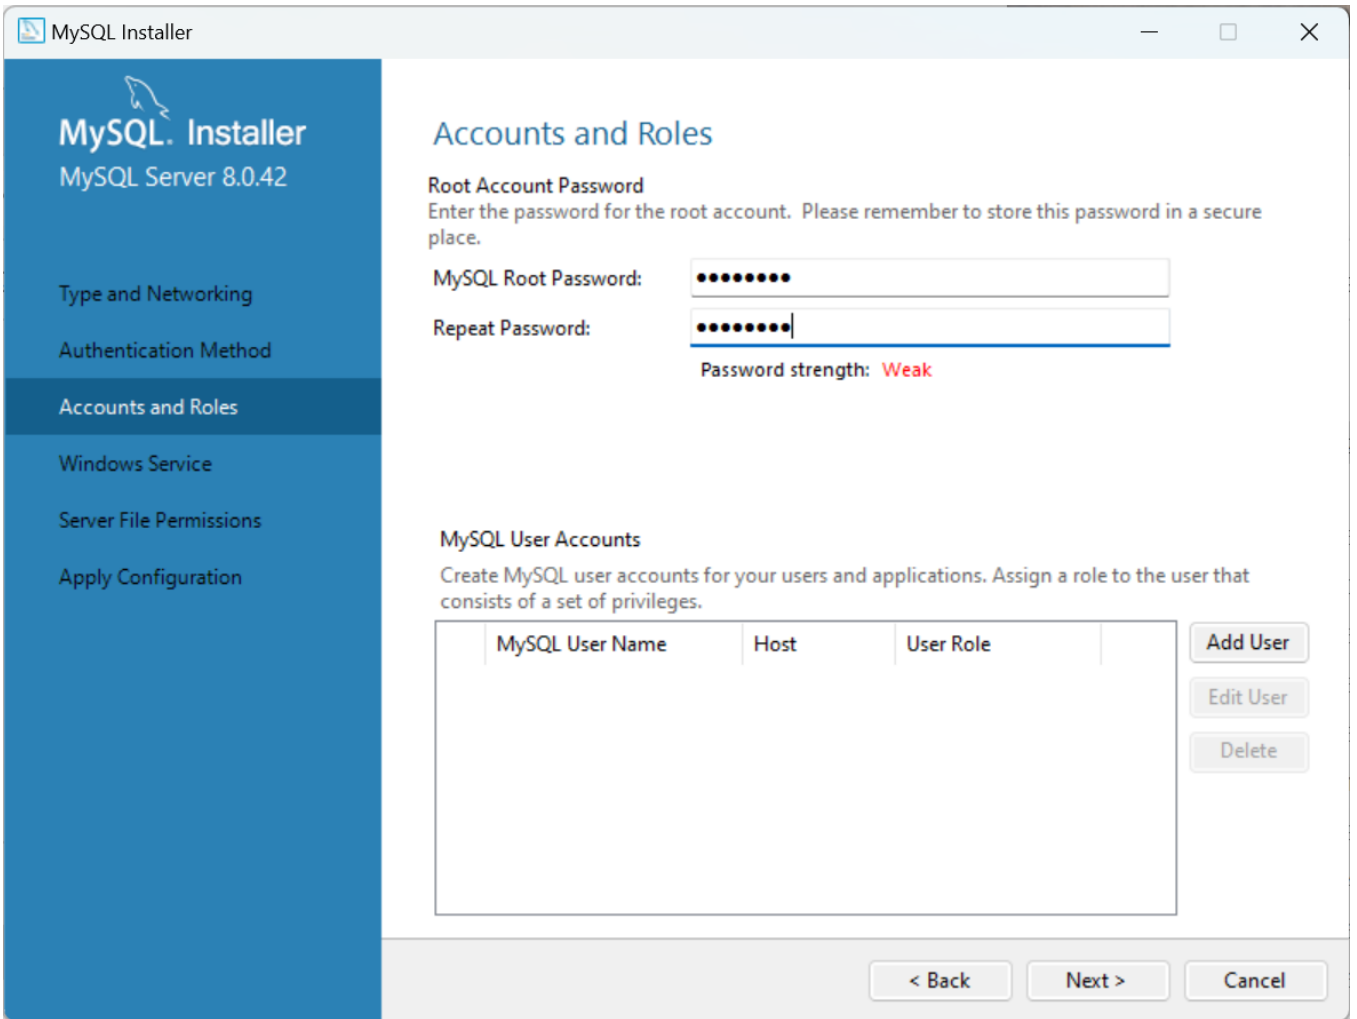 MySQL Installer
MySQL. Installer
MySQL Server 8.0.42
Type and Networking
Authentication Method
Accounts and Roles
Windows Service
Server File Permissions
Apply Configuration
Accounts and Roles
Root Account Password
Enter the password for the root account.  Please remember to store this password in a secure
place.
MySQL Root Password: ●●●●●●●●
Repeat Password: ●●●●●●●●
Password strength: Weak
MySQL User Accounts
Create MySQL user accounts for your users and applications. Assign a role to the user that
consists of a set of privileges.
MySQL User Name Host User Role
Add User
Edit User
Delete
< Back Next > Cancel